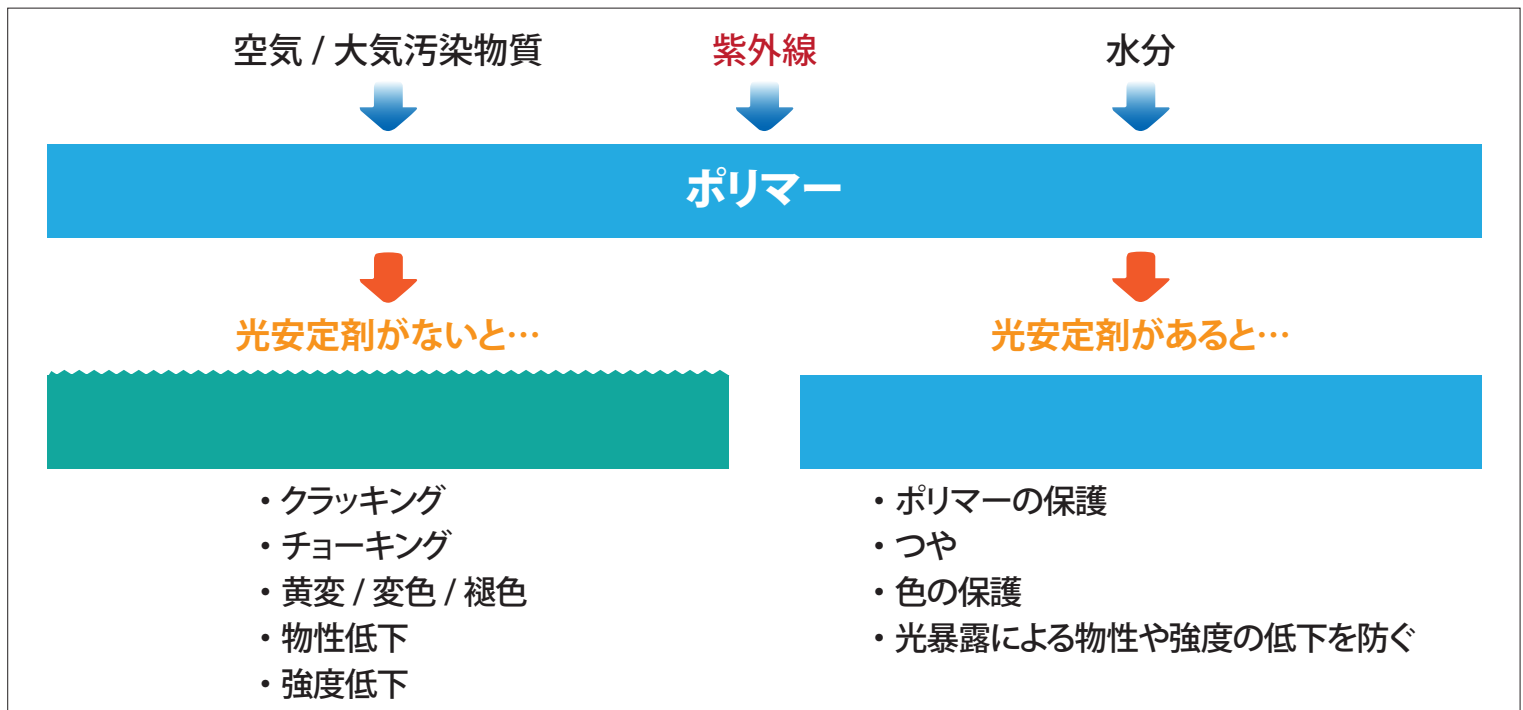 空気 / 大気汚染物質
紫外線
水分
ポリマー
光安定剤がないと…
・クラッキング
・チョーキング
・黄変 / 変色 / 褪色
・物性低下
・強度低下
光安定剤があると…
・ポリマーの保護
・つや
・色の保護
・光暴露による物性や強度の低下を防ぐ